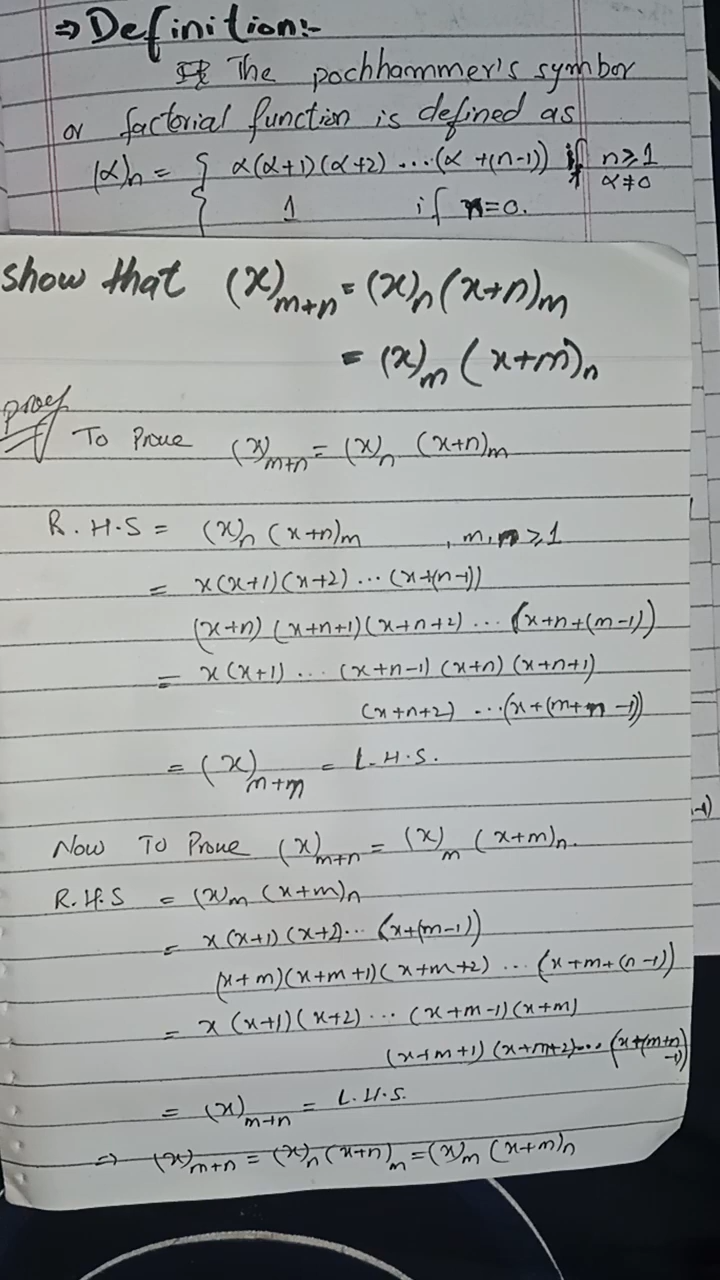 ⇒ Definition:-
The pochhammer's symbol
or factorial function is defined as
(α)n = { α(α+1)(α+2) ...(α+(n-1)) if n≥1 α≠0
1 if n=0.
show that (x)m+n = (x)n (x+n)m
= (x)m (x+m)n
Proof
To Prove (x)m+n = (x)n (x+n)m
R.H.S = (x)n (x+n)m , m,n ≥1
= x(x+1)(x+2) ... (x+(n-1))
(x+n) (x+n+1)(x+n+2) ... (x+n+(m-1))
= x(x+1) ... (x+n-1) (x+n) (x+n+1)
(x+n+2) ...(x+(m+n-1))
= (x)m+n = L.H.S.
-1)
Now To Prove (x)m+n = (x)m (x+m)n.
R.H.S = (x)m (x+m)n
= x(x+1)(x+2)... (x+(m-1))
(x+m)(x+m+1)(x+m+2) ... (x+m+(n-1))
= x(x+1)(x+2) ... (x+m-1)(x+m)
(x+m+1)(x+m+2)...(x+(m+n)-1)
= (x)m+n = L.H.S.
⇒ (x)m+n = (x)n (x+n)m = (x)m (x+m)n